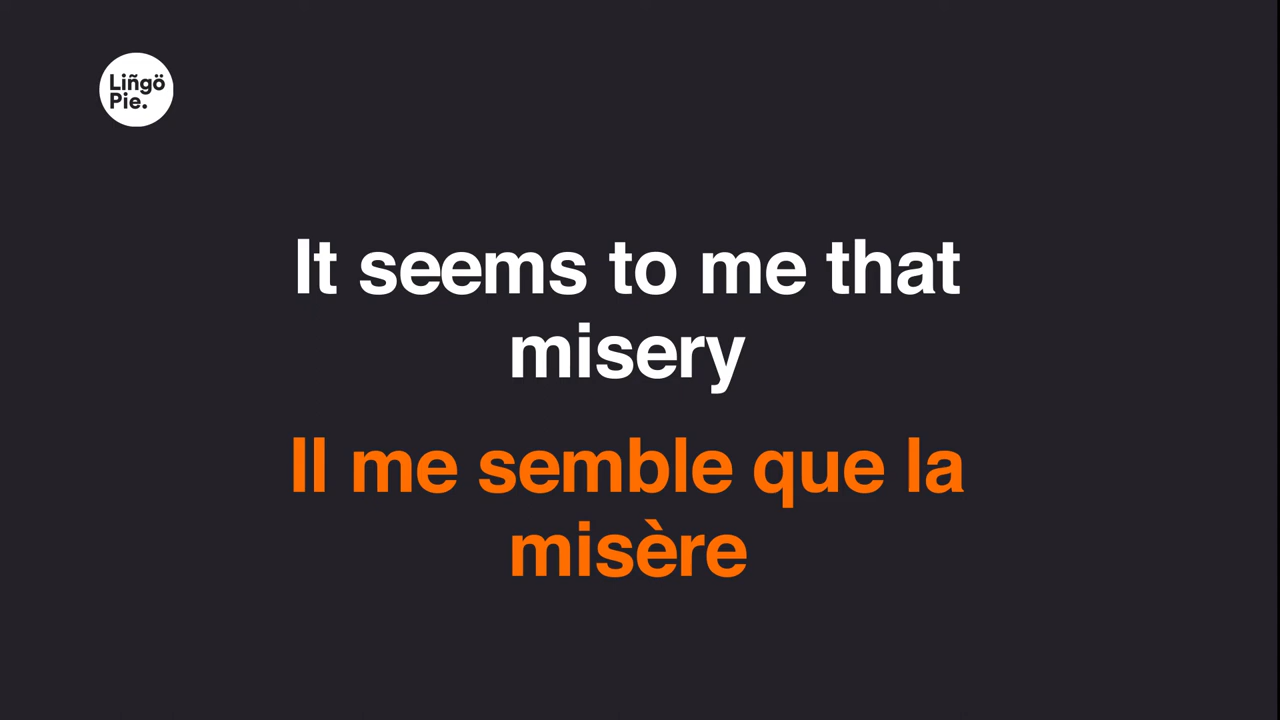 Liñgö
Pie.
It seems to me that
misery
Il me semble que la
misère